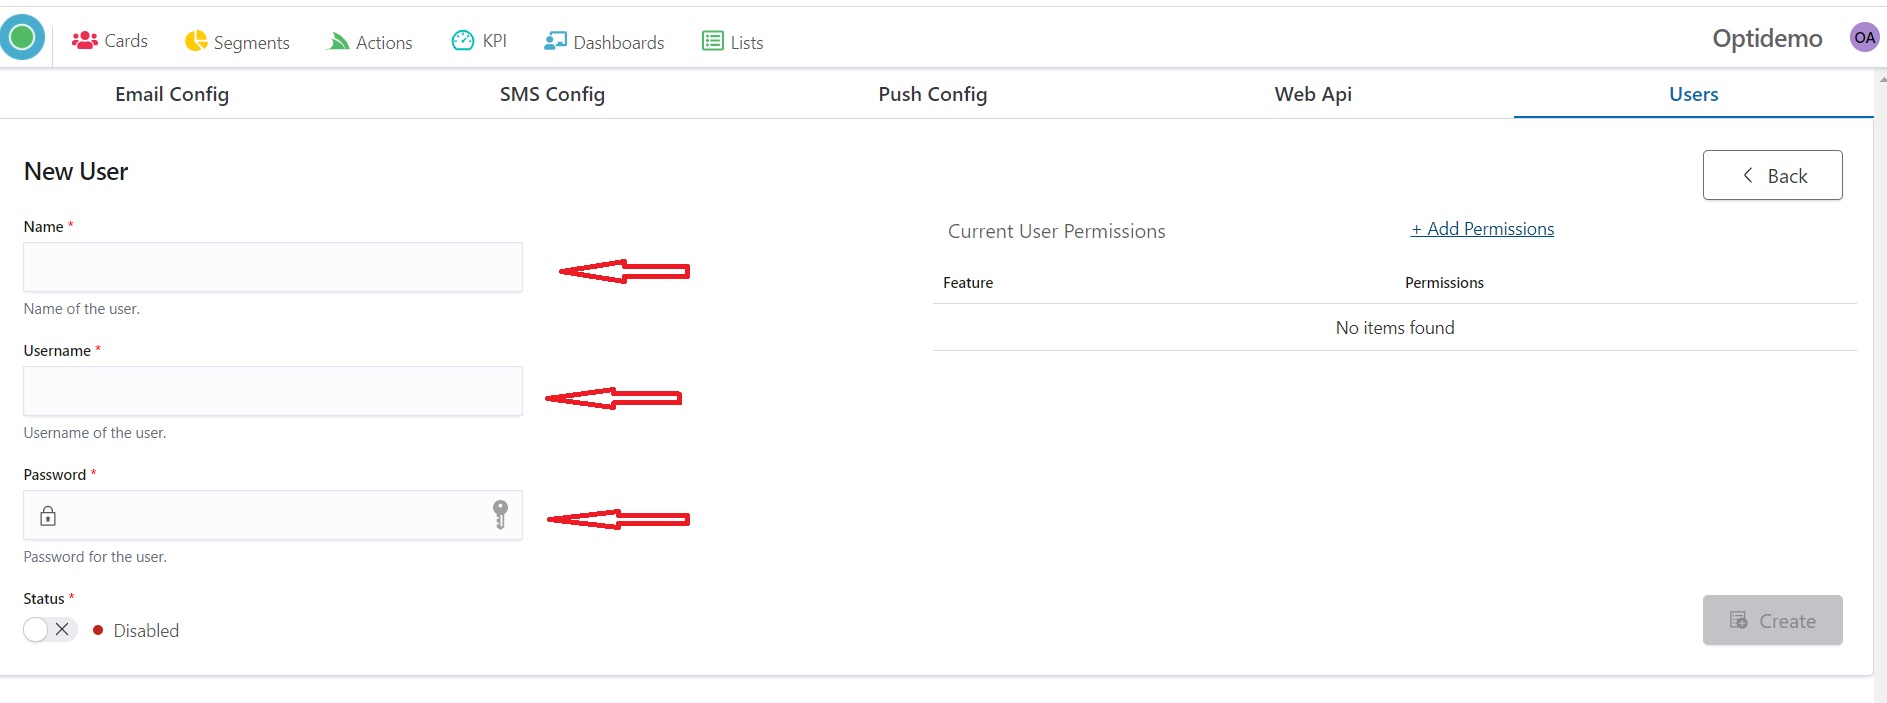 Cards Segments Actions KPI Dashboards Lists Optidemo OA
Email Config SMS Config Push Config Web Api Users
New User
Back
Name *
Name of the user.
Username *
Username of the user.
Password *
Password for the user.
Status *
Disabled
Current User Permissions + Add Permissions
Feature Permissions
No items found
Create